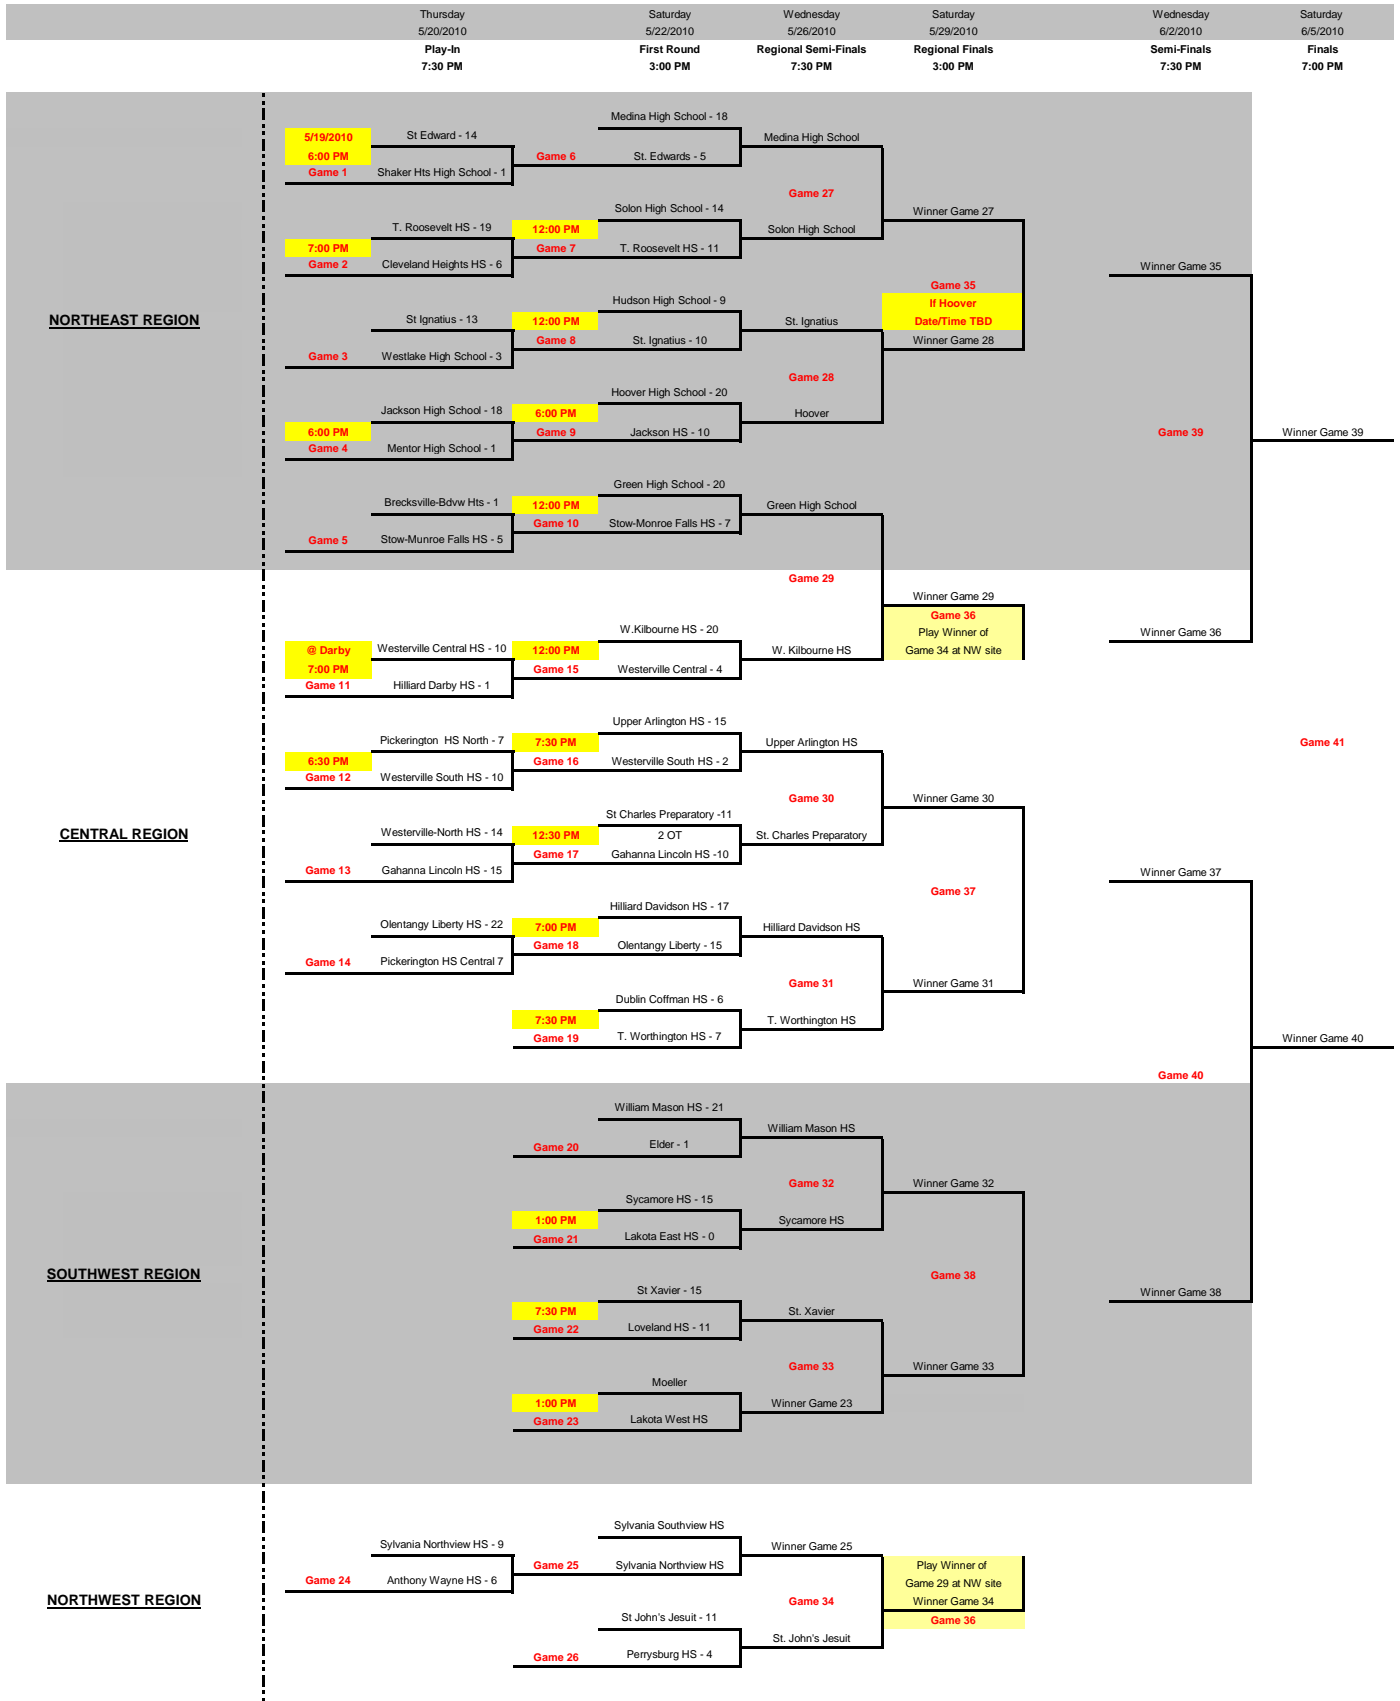 Thursday Saturday Wednesday Saturday Wednesday Saturday
5/20/2010 5/22/2010 5/26/2010 5/29/2010 6/2/2010 6/5/2010
Play-In First Round Regional Semi-Finals Regional Finals Semi-Finals Finals
7:30 PM 3:00 PM 7:30 PM 3:00 PM 7:30 PM 7:00 PM
Medina High School - 18
5/19/2010 St Edward - 14 Medina High School
6:00 PM Game 6 St. Edwards - 5
Game 1 Shaker Hts High School - 1
Game 27
Solon High School - 14 Winner Game 27
T. Roosevelt HS - 19 12:00 PM Solon High School
7:00 PM Game 7 T. Roosevelt HS - 11
Game 2 Cleveland Heights HS - 6 Winner Game 35
Game 35
Hudson High School - 9 If Hoover
NORTHEAST REGION St Ignatius - 13 12:00 PM St. Ignatius Date/Time TBD
Game 8 St. Ignatius - 10 Winner Game 28
Game 3 Westlake High School - 3
Game 28
Hoover High School - 20
Jackson High School - 18 6:00 PM Hoover
6:00 PM Game 9 Jackson HS - 10 Game 39 Winner Game 39
Game 4 Mentor High School - 1
Green High School - 20
Brecksville-Bdvw Hts - 1 12:00 PM Green High School
Game 10 Stow-Monroe Falls HS - 7
Game 5 Stow-Munroe Falls HS - 5
Game 29
Winner Game 29
Game 36
W.Kilbourne HS - 20 Play Winner of Winner Game 36
@ Darby Westerville Central HS - 10 12:00 PM W. Kilbourne HS Game 34 at NW site
7:00 PM Game 15 Westerville Central - 4
Game 11 Hilliard Darby HS - 1
Upper Arlington HS - 15
Pickerington HS North - 7 7:30 PM Upper Arlington HS Game 41
6:30 PM Game 16 Westerville South HS - 2
Game 12 Westerville South HS - 10
Game 30 Winner Game 30
St Charles Preparatory -11
CENTRAL REGION Westerville-North HS - 14 12:30 PM 2 OT St. Charles Preparatory
Game 17 Gahanna Lincoln HS -10
Game 13 Gahanna Lincoln HS - 15 Winner Game 37
Game 37
Hilliard Davidson HS - 17
Olentangy Liberty HS - 22 7:00 PM Hilliard Davidson HS
Game 18 Olentangy Liberty - 15
Game 14 Pickerington HS Central 7
Game 31 Winner Game 31
Dublin Coffman HS - 6
7:30 PM T. Worthington HS
Game 19 T. Worthington HS - 7 Winner Game 40
Game 40
William Mason HS - 21
William Mason HS
Game 20 Elder - 1
Game 32 Winner Game 32
Sycamore HS - 15
1:00 PM Sycamore HS
Game 21 Lakota East HS - 0
SOUTHWEST REGION Game 38
St Xavier - 15 Winner Game 38
7:30 PM St. Xavier
Game 22 Loveland HS - 11
Game 33 Winner Game 33
Moeller
1:00 PM Winner Game 23
Game 23 Lakota West HS
Sylvania Southview HS
Sylvania Northview HS - 9 Winner Game 25
Game 25 Sylvania Northview HS Play Winner of
Game 24 Anthony Wayne HS - 6 Game 29 at NW site
NORTHWEST REGION Game 34 Winner Game 34
St John's Jesuit - 11 Game 36
St. John's Jesuit
Game 26 Perrysburg HS - 4